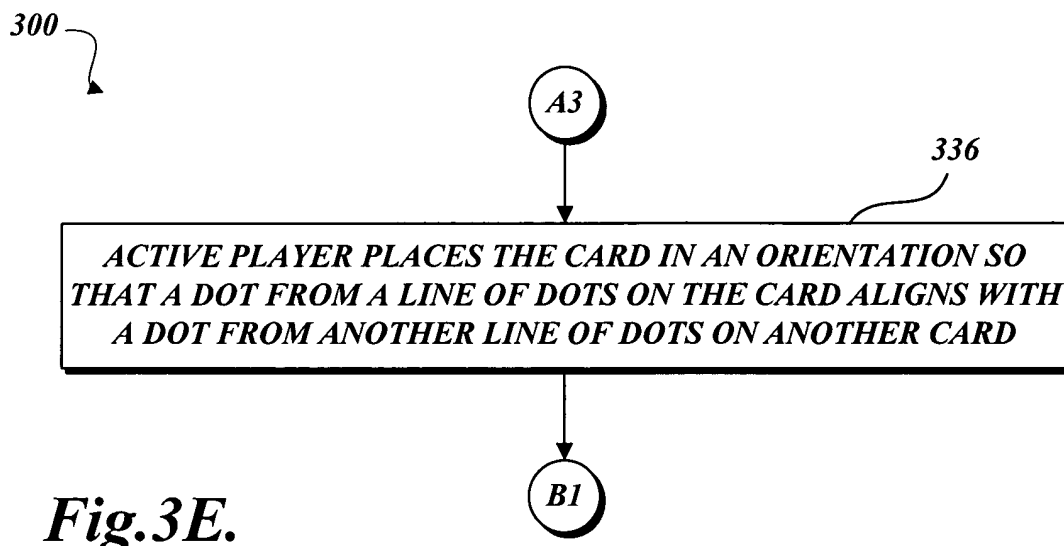 300
A3
336
ACTIVE PLAYER PLACES THE CARD IN AN ORIENTATION SO
THAT A DOT FROM A LINE OF DOTS ON THE CARD ALIGNS WITH
A DOT FROM ANOTHER LINE OF DOTS ON ANOTHER CARD
B1
Fig.3E.